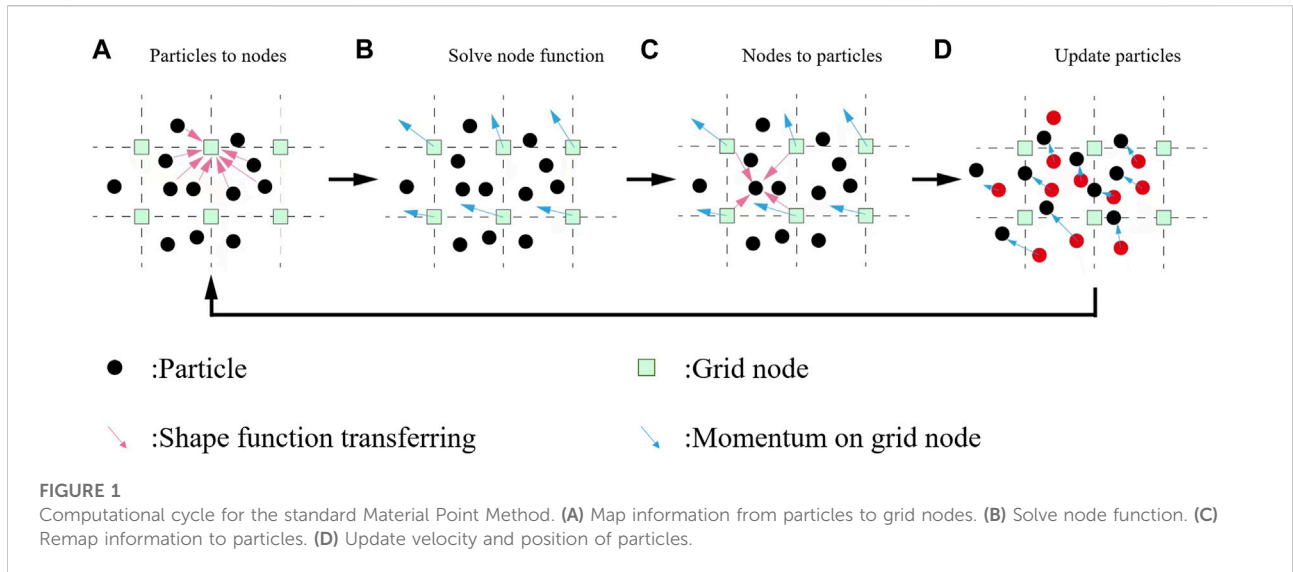 A Particles to nodes B Solve node function C Nodes to particles D Update particles
:Particle :Grid node
:Shape function transferring :Momentum on grid node
FIGURE 1
Computational cycle for the standard Material Point Method. (A) Map information from particles to grid nodes. (B) Solve node function. (C)
Remap information to particles. (D) Update velocity and position of particles.